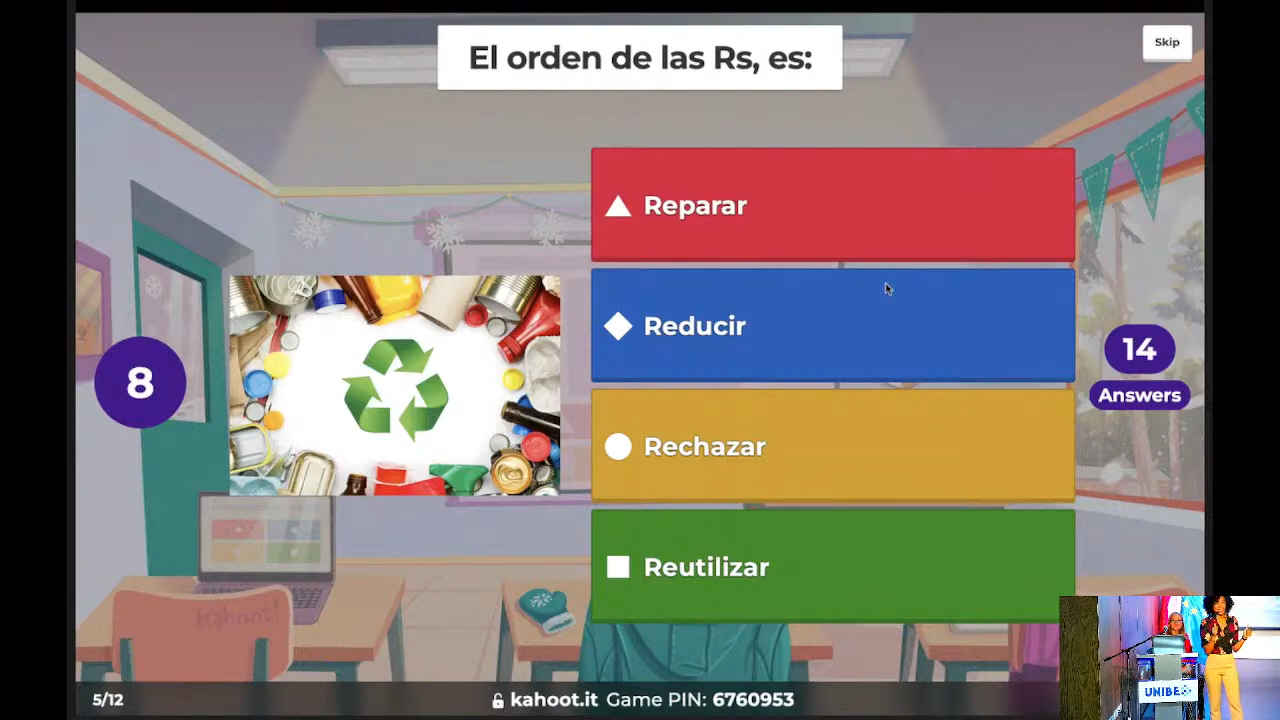 El orden de las Rs, es:
Skip
Reparar
Reducir
Rechazar
Reutilizar
8
14
Answers
Kahoot!
5/12
kahoot.it Game PIN: 6760953
UNIBE